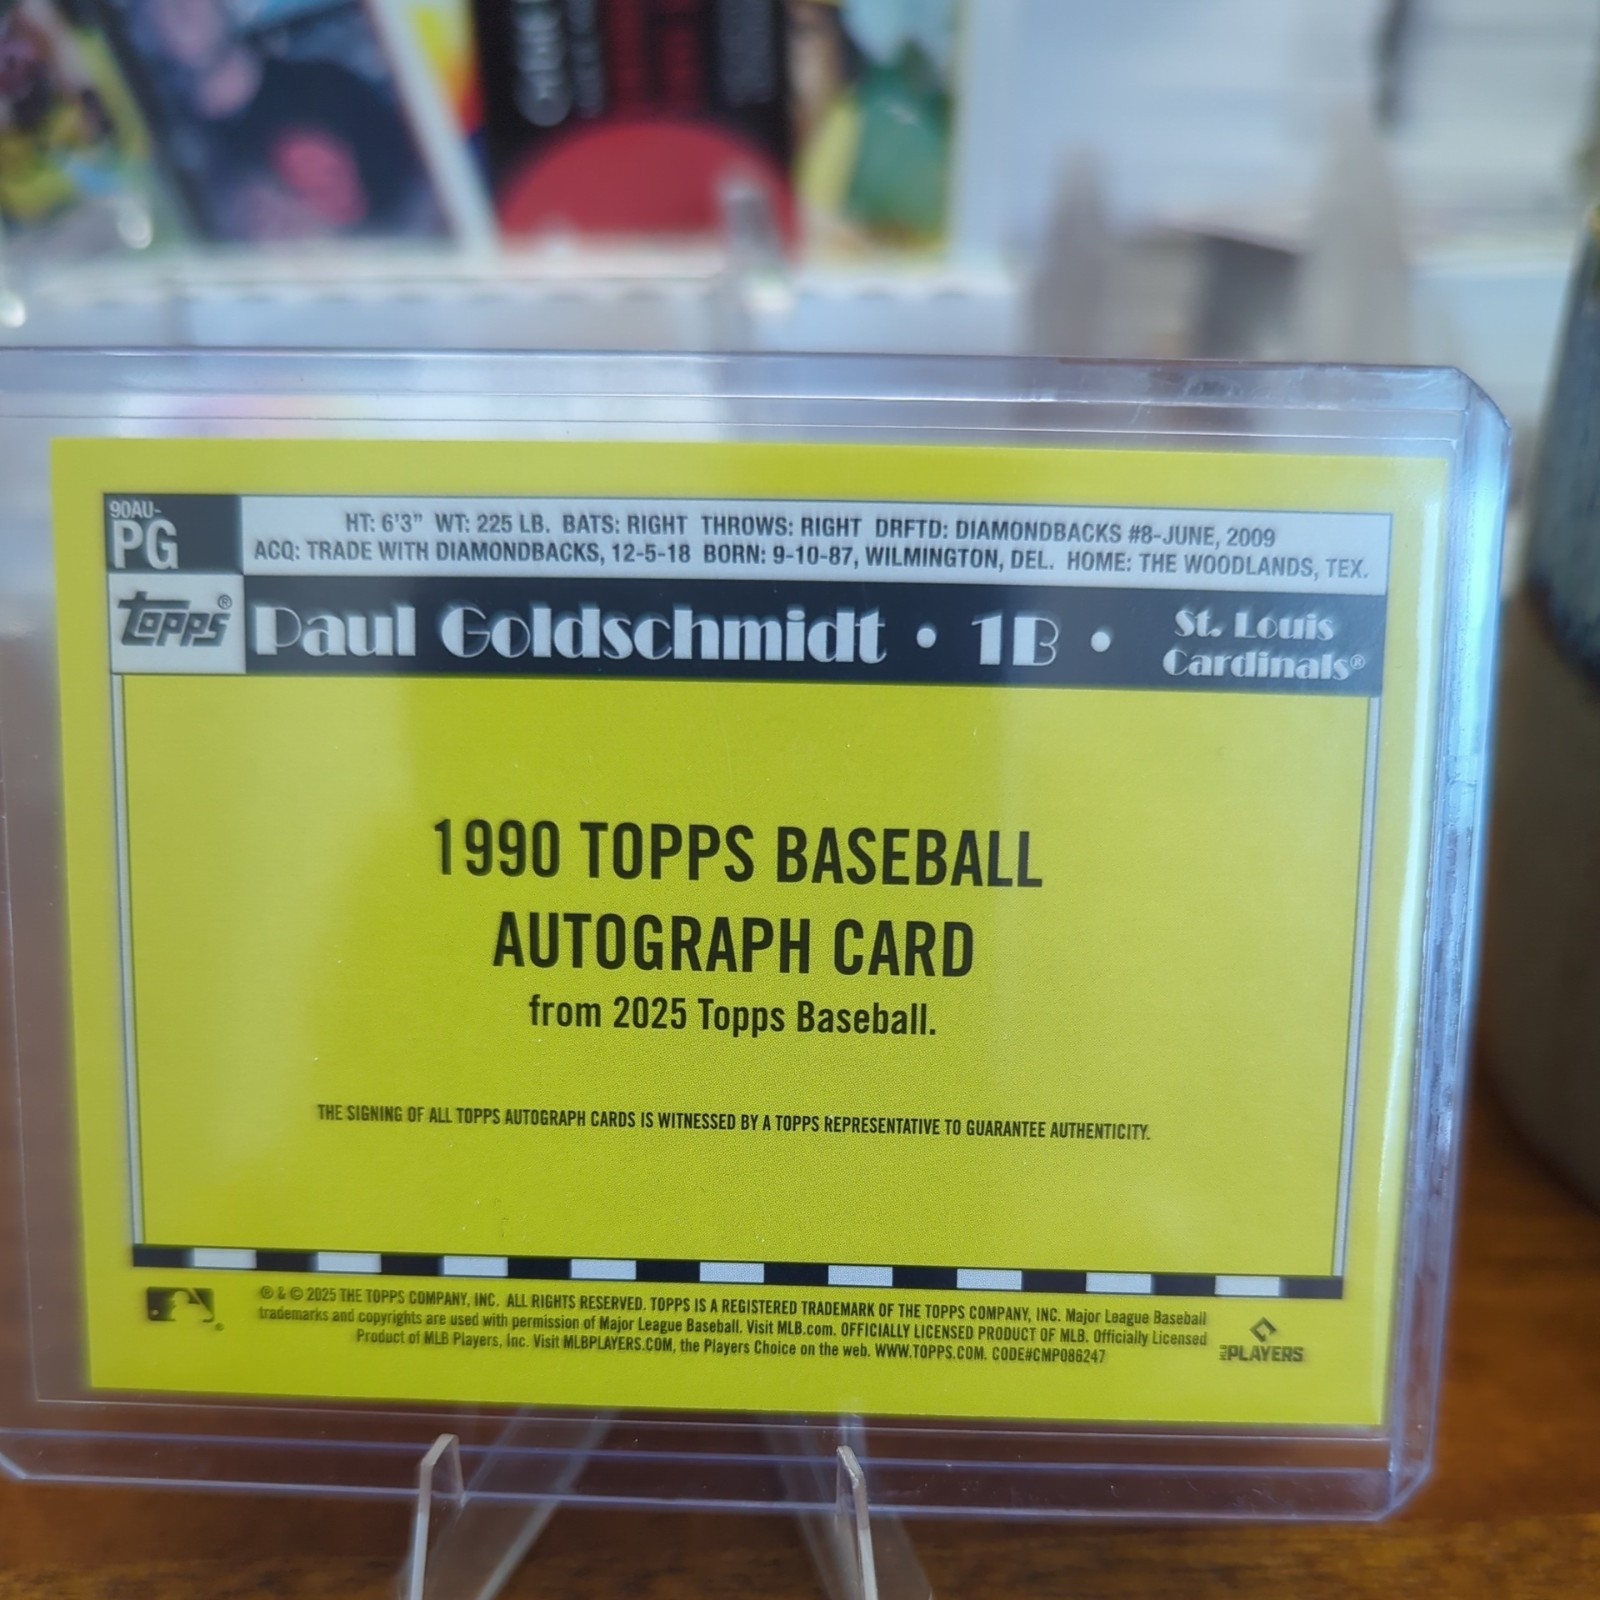 90AU-
PG
HT: 6'3" WT: 225 LB. BATS: RIGHT THROWS: RIGHT DRFTD: DIAMONDBACKS #8-JUNE, 2009
ACQ: TRADE WITH DIAMONDBACKS, 12-5-18 BORN: 9-10-87, WILMINGTON, DEL. HOME: THE WOODLANDS, TEX.
Topps®
Paul Goldschmidt • 1B •
St. Louis
Cardinals®
1990 TOPPS BASEBALL
AUTOGRAPH CARD
from 2025 Topps Baseball.
THE SIGNING OF ALL TOPPS AUTOGRAPH CARDS IS WITNESSED BY A TOPPS REPRESENTATIVE TO GUARANTEE AUTHENTICITY.
® & © 2025 THE TOPPS COMPANY, INC. ALL RIGHTS RESERVED. TOPPS IS A REGISTERED TRADEMARK OF THE TOPPS COMPANY, INC. Major League Baseball
trademarks and copyrights are used with permission of Major League Baseball. Visit MLB.com. OFFICIALLY LICENSED PRODUCT OF MLB. Officially Licensed
Product of MLB Players, Inc. Visit MLBPLAYERS.COM, the Players Choice on the web. WWW.TOPPS.COM. CODE#CMP086247
MLB PLAYERS